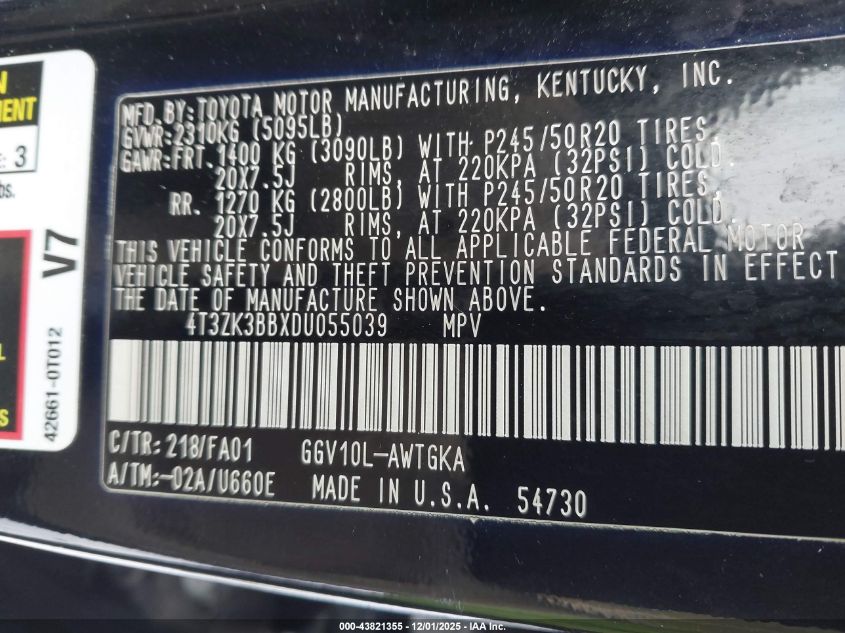 N
EMENT
E: 3
bs.
V7
42661-0T012
L
S
MFD.BY:TOYOTA MOTOR MANUFACTURING, KENTUCKY, INC.
GVWR:2310KG (5095LB)
GAWR:FRT.1400 KG (3090LB) WITH P245/50R20 TIRES,
20X7.5J RIMS, AT 220KPA (32PSI) COLD.
RR. 1270 KG (2800LB) WITH P245/50R20 TIRES,
20X7.5J RIMS, AT 220KPA (32PSI) COLD.
THIS VEHICLE CONFORMS TO ALL APPLICABLE FEDERAL MOTOR
VEHICLE SAFETY AND THEFT PREVENTION STANDARDS IN EFFECT
THE DATE OF MANUFACTURE SHOWN ABOVE.
4T3ZK3BBXDU055039 MPV
C/TR:218/FA01 GGV10L-AWTGKA
A/TM:-02A/U660E MADE IN U.S.A. 54730
000-43821355 - 12/01/2025 - IAA Inc.